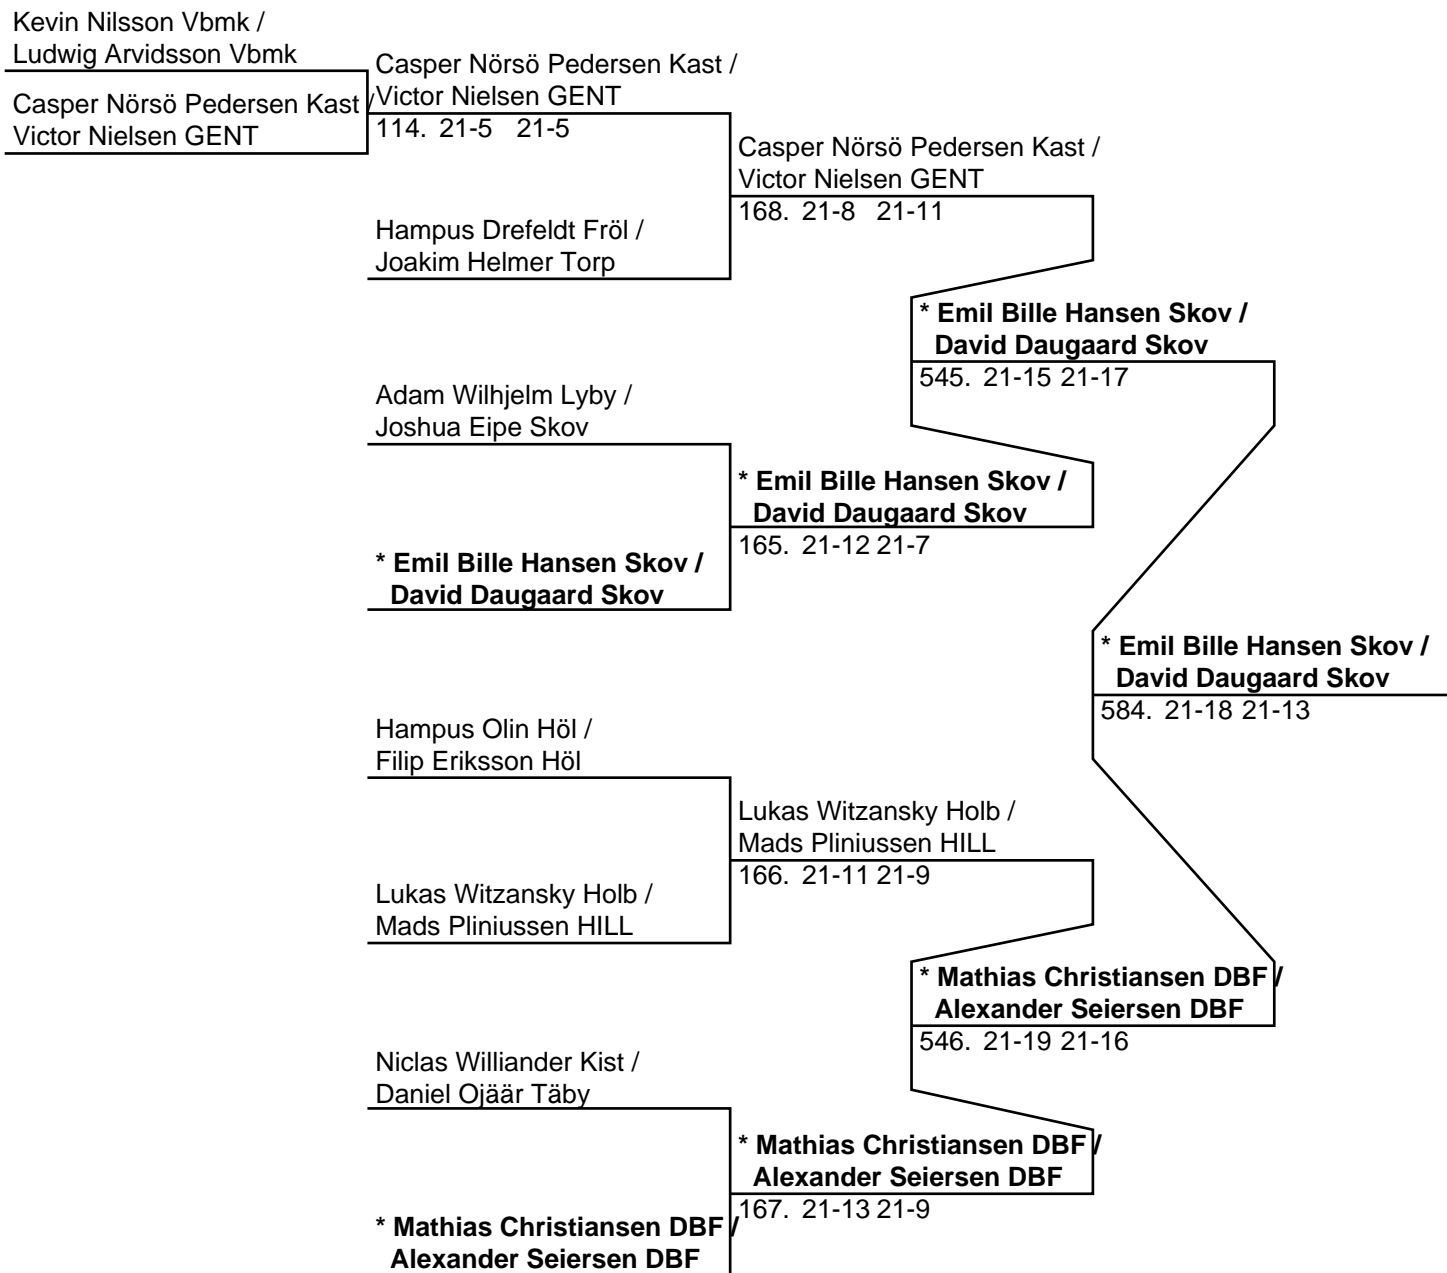 Kevin Nilsson Vbmk /
Ludwig Arvidsson Vbmk
Casper Nörsö Pedersen Kast /
Victor Nielsen GENT
Casper Nörsö Pedersen Kast /
Victor Nielsen GENT
114. 21-5 21-5
Hampus Drefeldt Fröl /
Joakim Helmer Torp
Casper Nörsö Pedersen Kast /
Victor Nielsen GENT
168. 21-8 21-11
Adam Wilhjelm Lyby /
Joshua Eipe Skov
* Emil Bille Hansen Skov /
David Daugaard Skov
* Emil Bille Hansen Skov /
David Daugaard Skov
165. 21-12 21-7
* Emil Bille Hansen Skov /
David Daugaard Skov
545. 21-15 21-17
Hampus Olin Höl /
Filip Eriksson Höl
Lukas Witzansky Holb /
Mads Pliniussen HILL
Lukas Witzansky Holb /
Mads Pliniussen HILL
166. 21-11 21-9
Niclas Williander Kist /
Daniel Ojäär Täby
* Mathias Christiansen DBF /
Alexander Seiersen DBF
* Mathias Christiansen DBF /
Alexander Seiersen DBF
167. 21-13 21-9
* Mathias Christiansen DBF /
Alexander Seiersen DBF
546. 21-19 21-16
* Emil Bille Hansen Skov /
David Daugaard Skov
584. 21-18 21-13